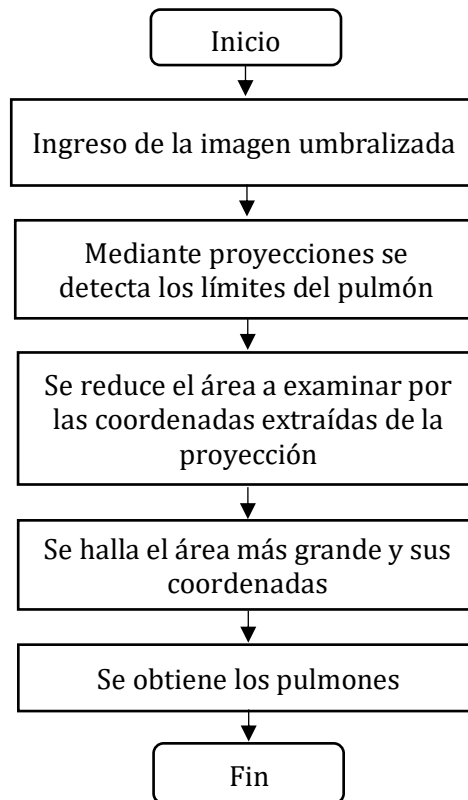 Inicio
Ingreso de la imagen umbralizada
Mediante proyecciones se
detecta los límites del pulmón
Se reduce el área a examinar por
las coordenadas extraídas de la
proyección
Se halla el área más grande y sus
coordenadas
Se obtiene los pulmones
Fin